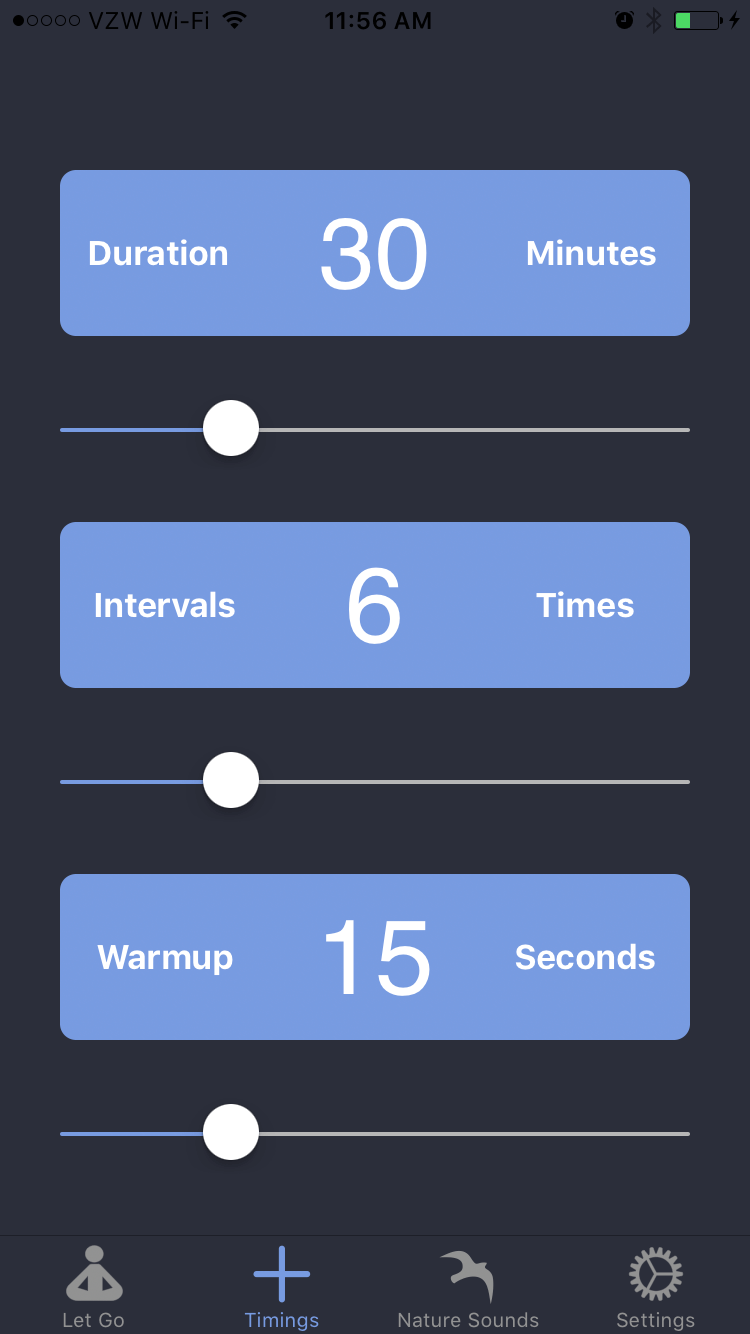 VZW Wi-Fi 11:56 AM
Duration 30 Minutes
Intervals 6 Times
Warmup 15 Seconds
Let Go Timings Nature Sounds Settings